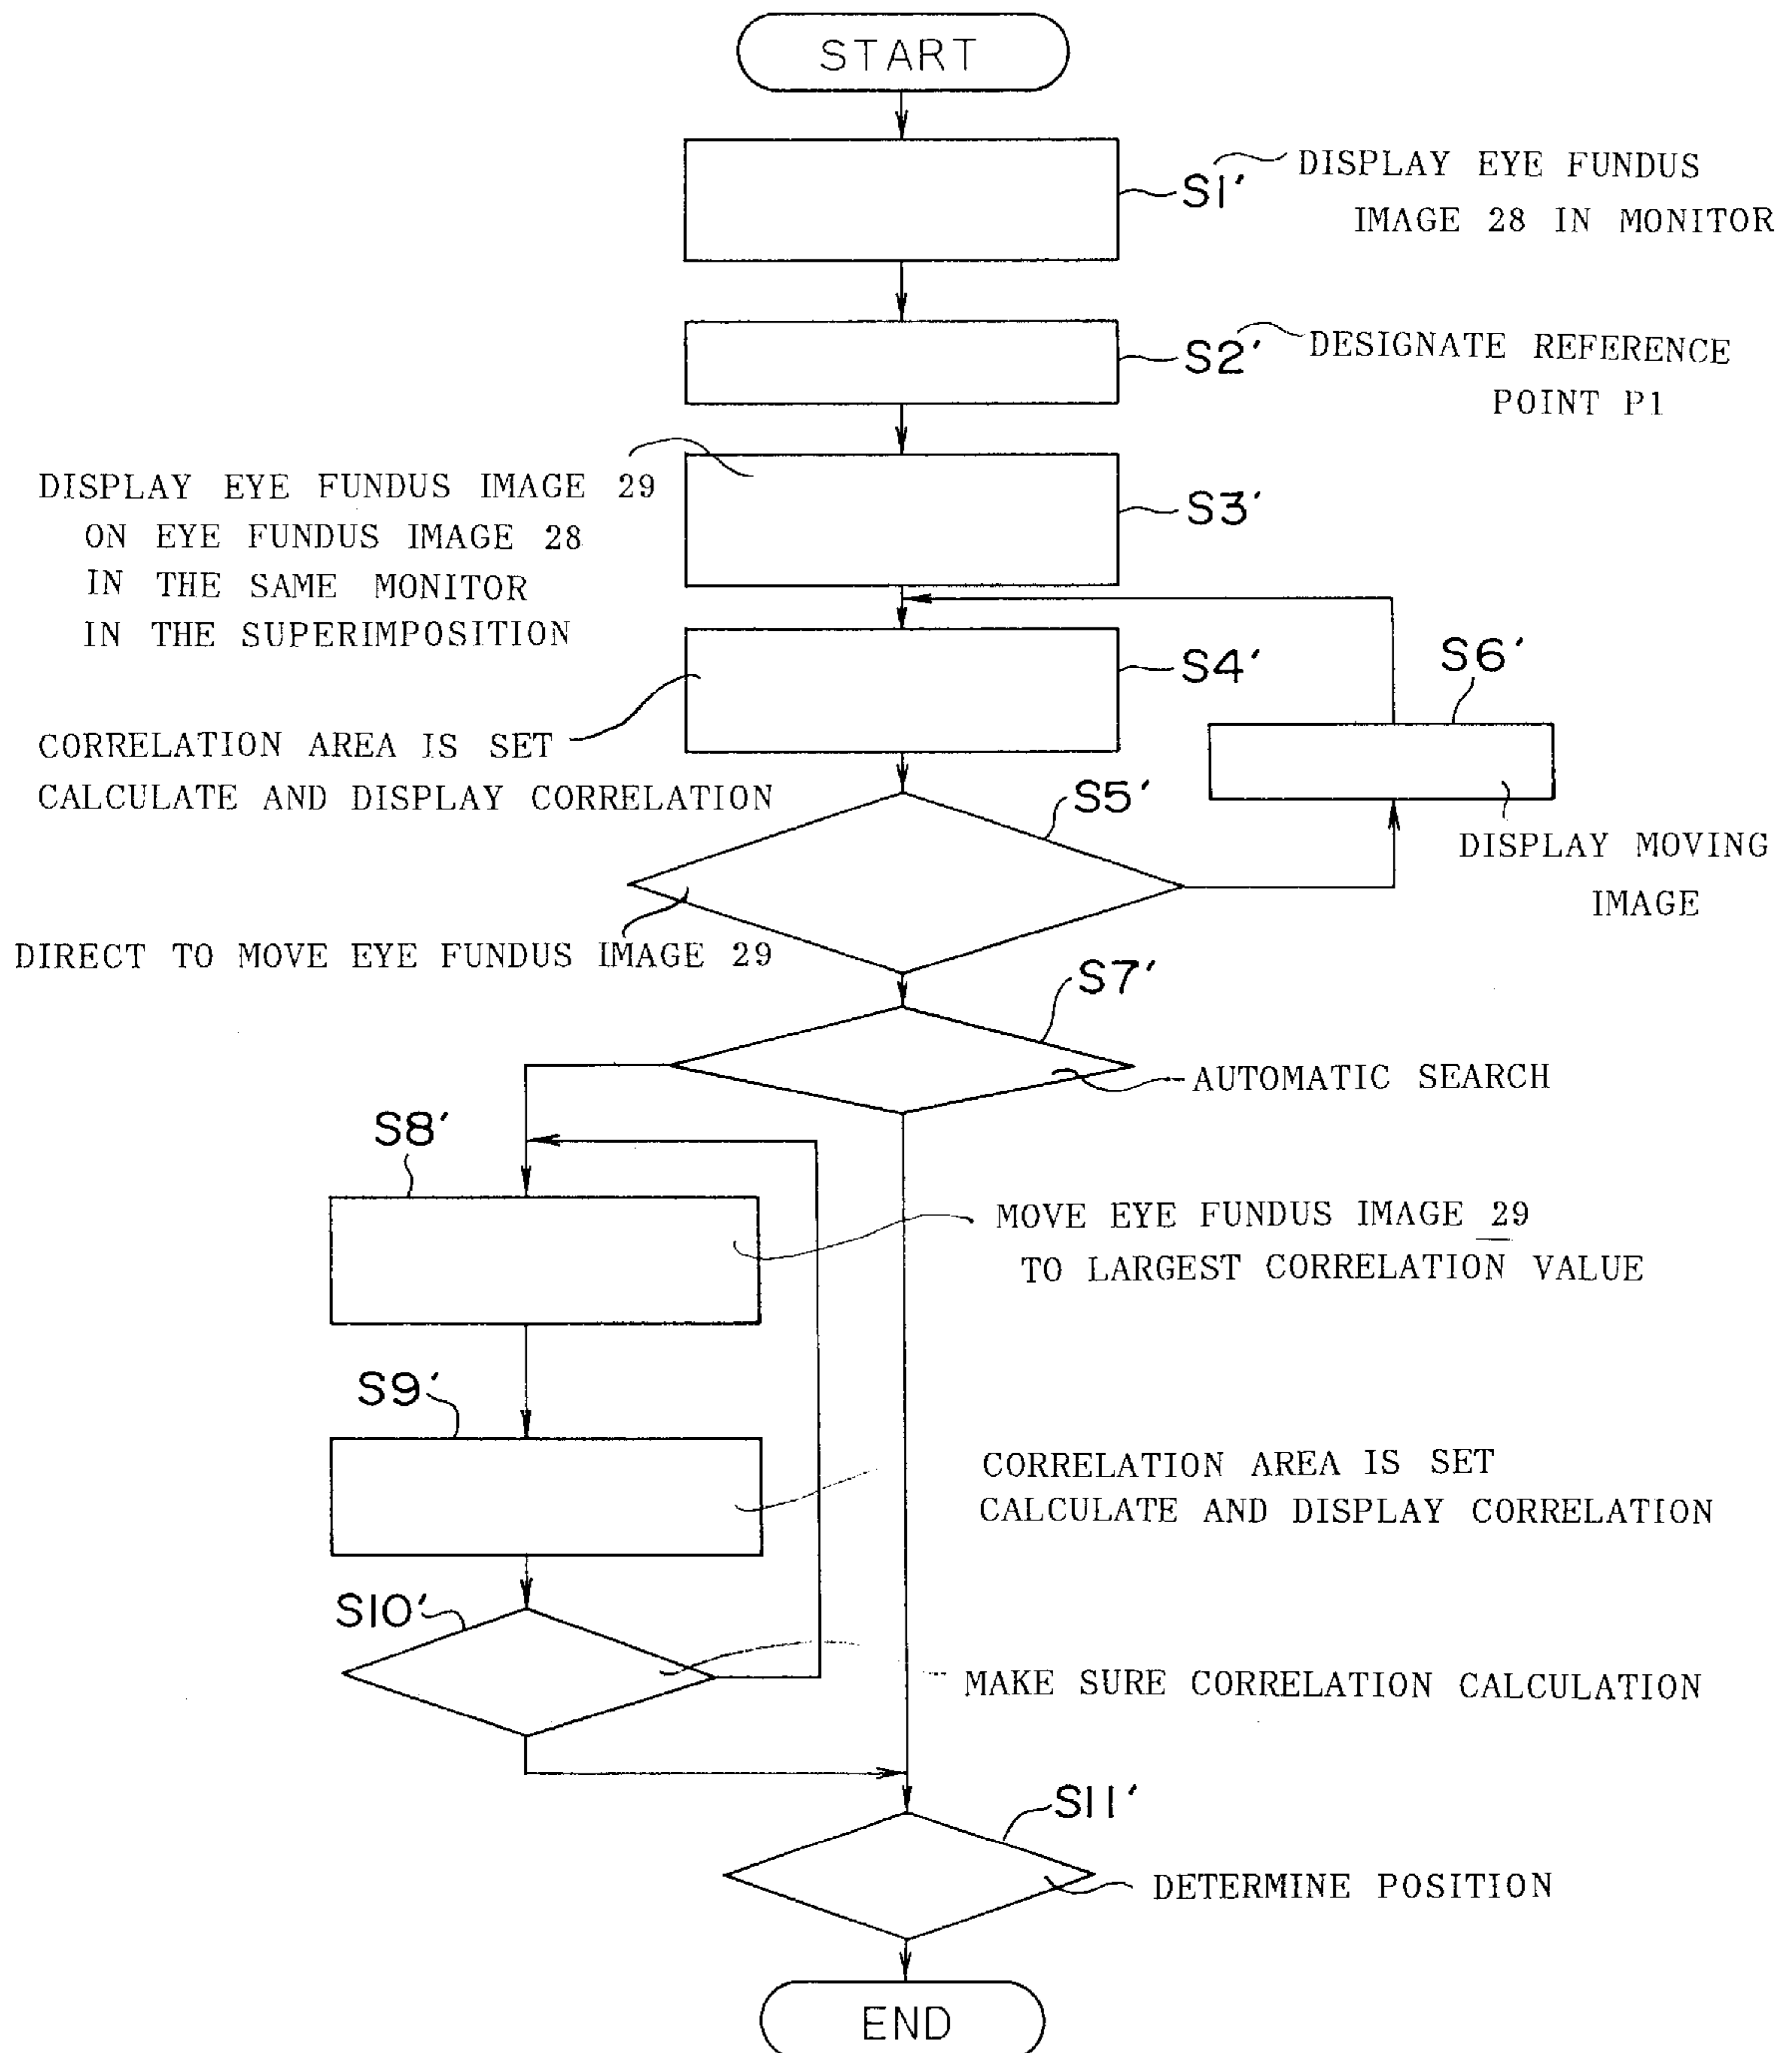 START
S1′
DISPLAY EYE FUNDUS
IMAGE 28 IN MONITOR
S2′
DESIGNATE REFERENCE
POINT P1
DISPLAY EYE FUNDUS IMAGE 29
ON EYE FUNDUS IMAGE 28
IN THE SAME MONITOR
IN THE SUPERIMPOSITION
S3′
S4′
S6′
CORRELATION AREA IS SET
CALCULATE AND DISPLAY CORRELATION
S5′
DISPLAY MOVING
IMAGE
DIRECT TO MOVE EYE FUNDUS IMAGE 29
S7′
AUTOMATIC SEARCH
S8′
MOVE EYE FUNDUS IMAGE 29
TO LARGEST CORRELATION VALUE
S9′
CORRELATION AREA IS SET
CALCULATE AND DISPLAY CORRELATION
S10′
MAKE SURE CORRELATION CALCULATION
S11′
DETERMINE POSITION
END